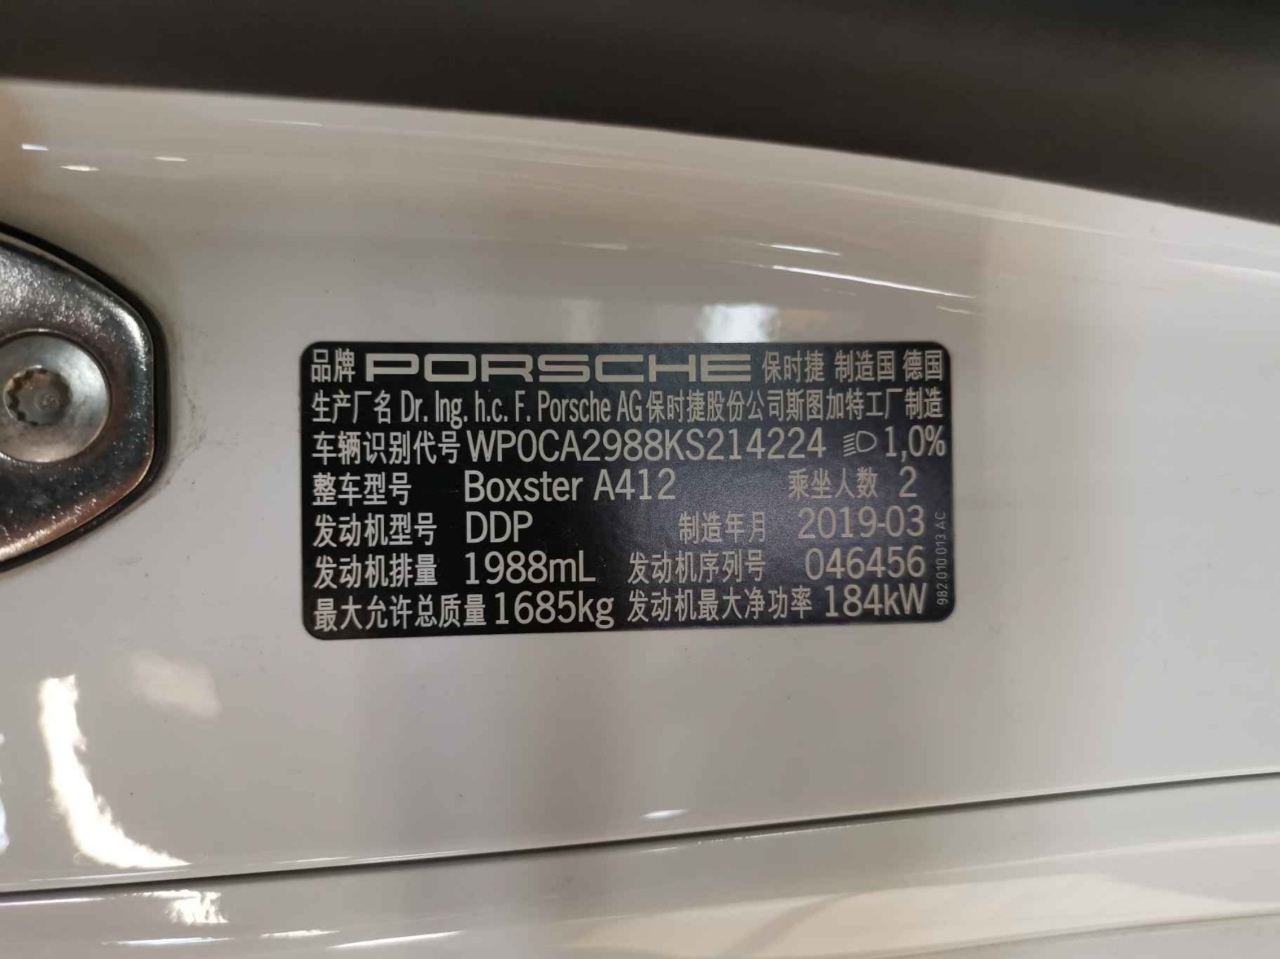 品牌 PORSCHE 保时捷 制造国 德国
生产厂名 Dr. Ing. h.c. F. Porsche AG 保时捷股份公司斯图加特工厂制造
车辆识别代号 WP0CA2988KS214224 1,0%
整车型号 Boxster A412 乘坐人数 2
发动机型号 DDP 制造年月 2019-03
发动机排量 1988mL 发动机序列号 046456
最大允许总质量 1685kg 发动机最大净功率 184kW
982.010.013.AC